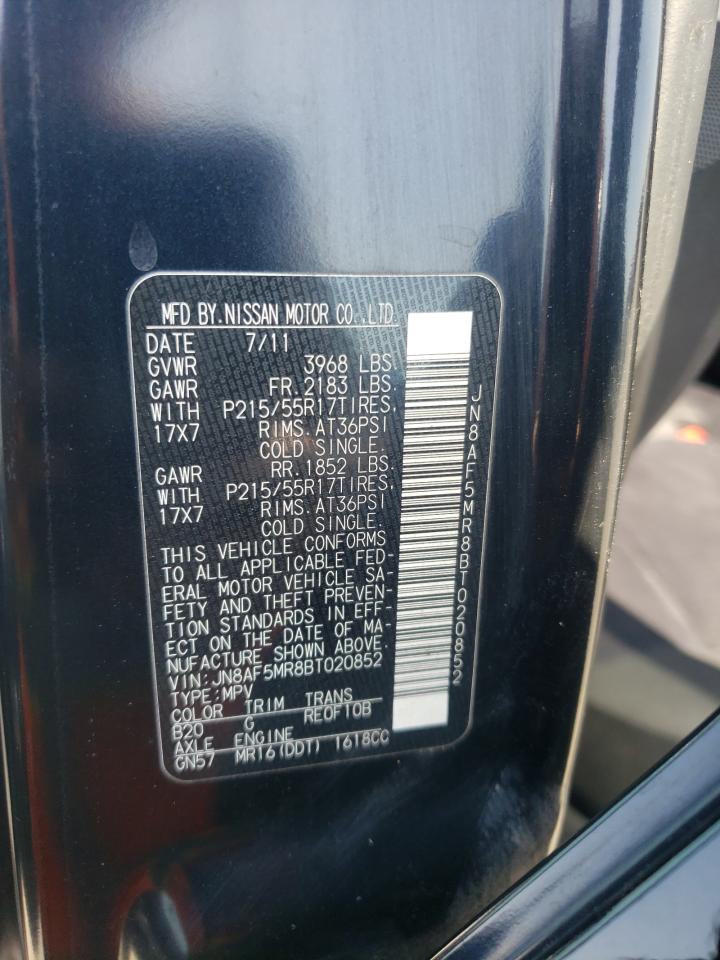 MFD BY.NISSAN MOTOR CO.,LTD.
DATE 7/11
GVWR 3968 LBS
GAWR FR.2183 LBS.
WITH P215/55R17TIRES,
17X7 RIMS.AT36PSI
COLD SINGLE.
GAWR RR.1852 LBS.
WITH P215/55R17TIRES,
17X7 RIMS.AT36PSI
COLD SINGLE.
THIS VEHICLE CONFORMS
TO ALL APPLICABLE FED-
ERAL MOTOR VEHICLE SA-
FETY AND THEFT PREVEN-
TION STANDARDS IN EFF-
ECT ON THE DATE OF MA-
NUFACTURE SHOWN ABOVE.
VIN:JN8AF5MR8BT020852
TYPE:MPV
COLOR TRIM TRANS
B20 G RE0F10B
AXLE ENGINE
GN57 MR16(DDT) 1618CC
JN8AF5MR8BT020852